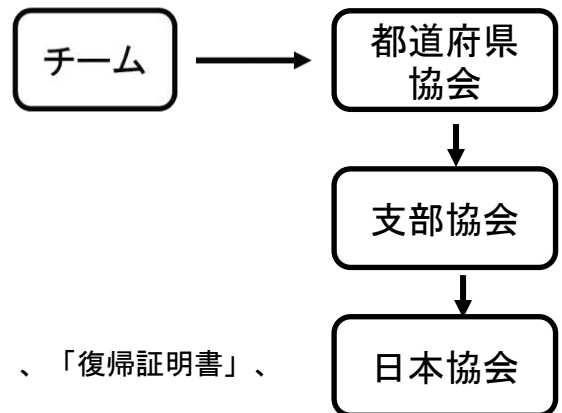 チーム
都道府県
協会
支部協会
、「復帰証明書」、
日本協会